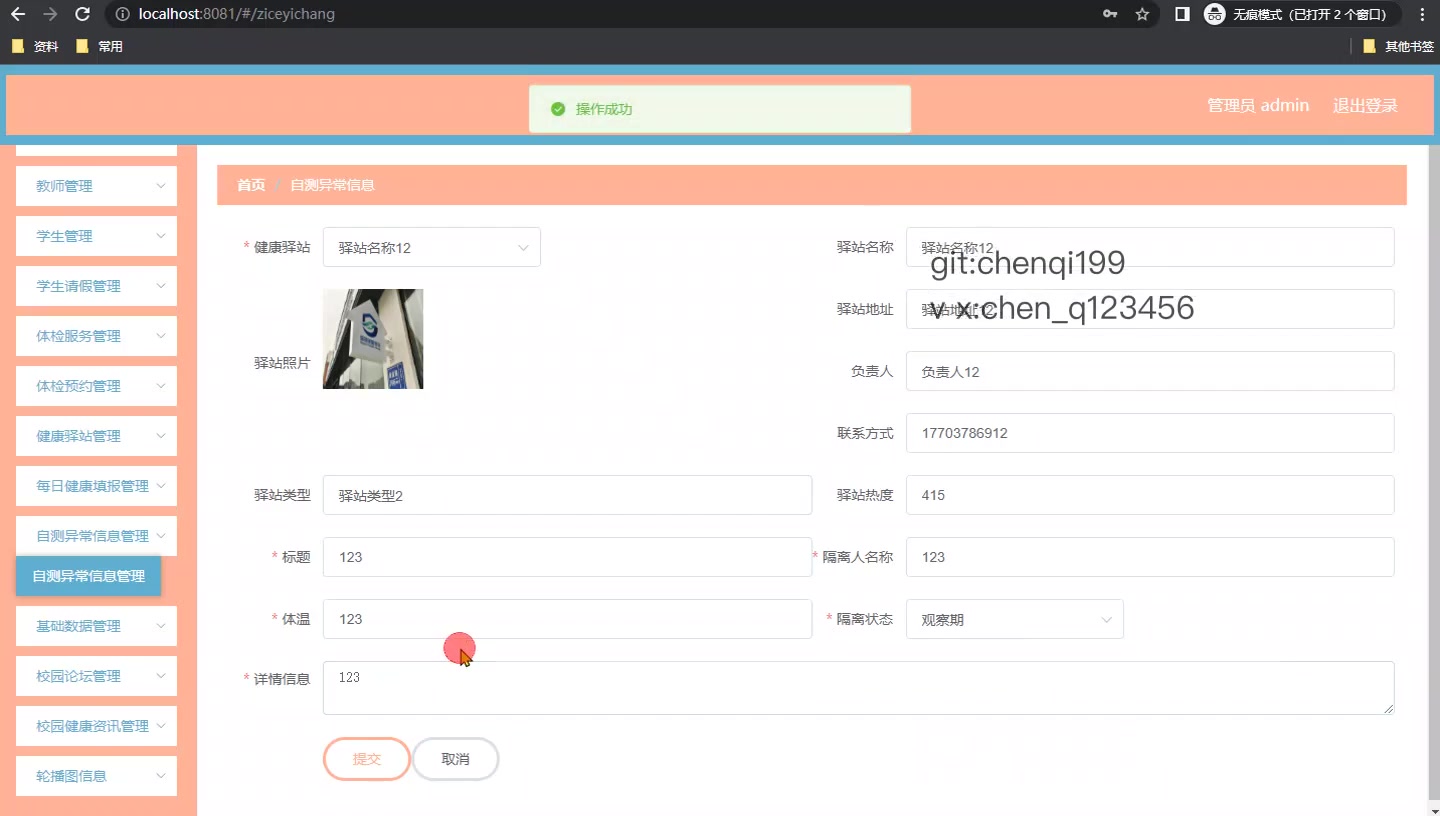 localhost:8081/#/ziceyichang
无痕模式 (已打开 2 个窗口)
资料
常用
其他书签
操作成功
管理员 admin
退出登录
教师管理
学生管理
学生请假管理
体检服务管理
体检预约管理
健康驿站管理
每日健康填报管理
自测异常信息管理
自测异常信息管理
基础数据管理
校园论坛管理
校园健康资讯管理
轮播图信息
首页 / 自测异常信息
* 健康驿站 驿站名称12
驿站名称 驿站名称12
git:chenqi199
驿站地址 驿站地址12
v x:chen_q123456
驿站照片
负责人 负责人12
联系方式 17703786912
驿站类型 驿站类型2
驿站热度 415
* 标题 123
* 隔离人名称 123
* 体温 123
* 隔离状态 观察期
* 详情信息 123
提交
取消